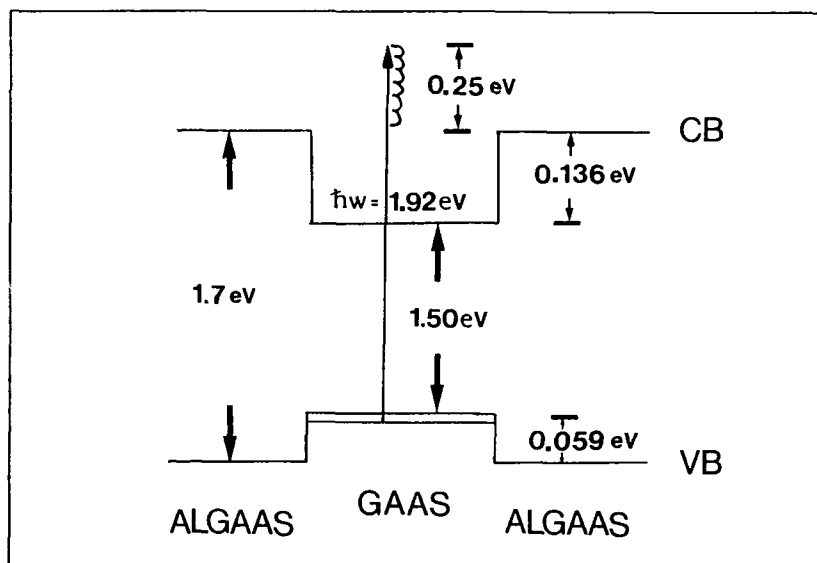 0.25 eV
CB
0.136 eV
ħw = 1.92 eV
1.7 eV
1.50 eV
0.059 eV
VB
GAAS
ALGAAS
ALGAAS